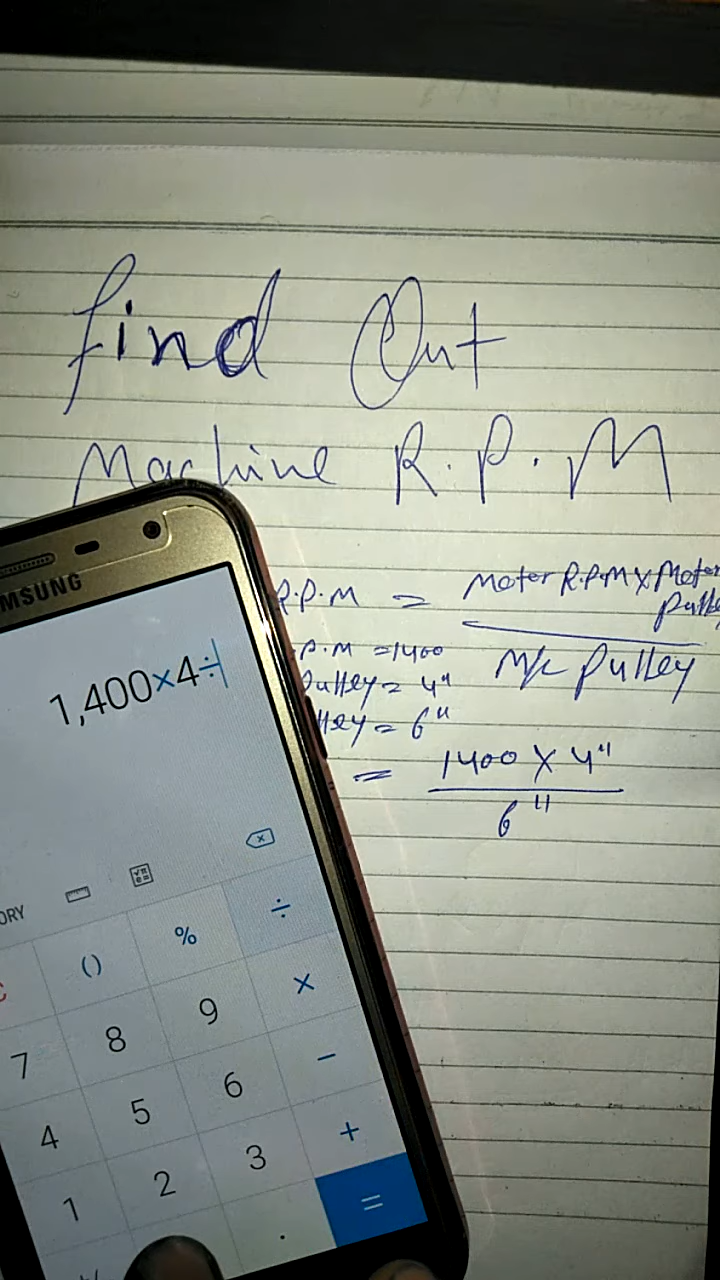 find Out
Machine R.P.M
R.P.M = Motor R.P.M x Motor
Pulley
M/c Pulley
P.M = 1400
Pulley = 4"
lley = 6"
= 1400 X 4"
6"
SAMSUNG
1,400×4÷
ORY
C () % ÷
7 8 9 ×
4 5 6 −
1 2 3 +
. =